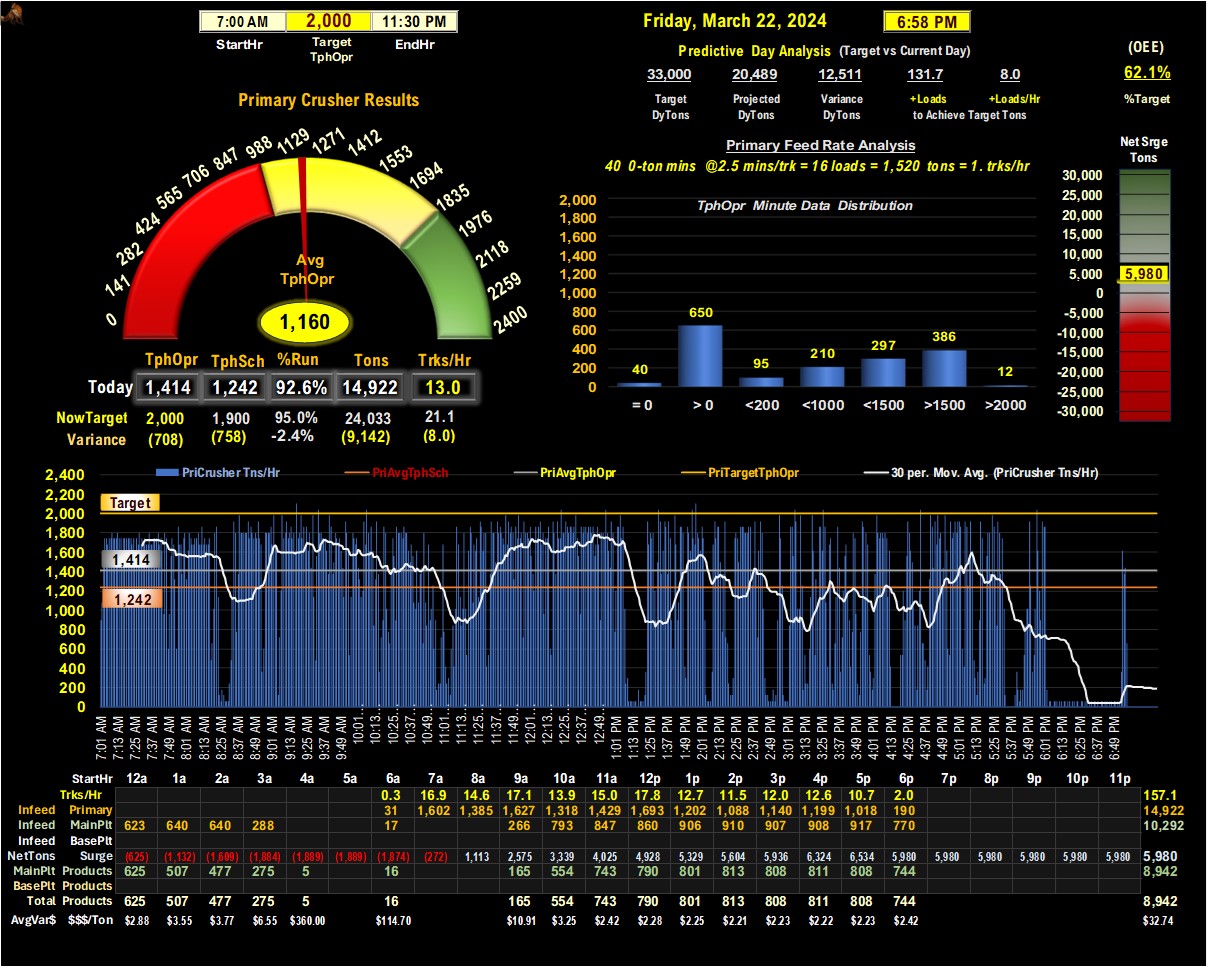 7:00 AM 2,000 11:30 PM
StartHr Target TphOpr EndHr
Friday, March 22, 2024 6:58 PM
Predictive Day Analysis (Target vs Current Day)
33,000 20,489 12,511 131.7 8.0
Target DyTons Projected DyTons Variance DyTons +Loads +Loads/Hr to Achieve Target Tons
(OEE)
62.1%
%Target
Primary Crusher Results
0 141 282 424 565 706 847 988 1129 1271 1412 1553 1694 1835 1976 2118 2259 2400
Avg
TphOpr
1,160
TphOpr TphSch %Run Tons Trks/Hr
Today 1,414 1,242 92.6% 14,922 13.0
NowTarget 2,000 1,900 95.0% 24,033 21.1
Variance (708) (758) -2.4% (9,142) (8.0)
Primary Feed Rate Analysis
40 0-ton mins @2.5 mins/trk = 16 loads = 1,520 tons = 1. trks/hr
TphOpr Minute Data Distribution
2,000
1,800
1,600
1,400
1,200
1,000
800
600
400
200
0
40 650 95 210 297 386 12
= 0 > 0 <200 <1000 <1500 >1500 >2000
Net Srge
Tons
30,000
25,000
20,000
15,000
10,000
5,000
0
-5,000
-10,000
-15,000
-20,000
-25,000
-30,000
5,980
PriCrusher Tns/Hr PriAvgTphSch PriAvgTphOpr PriTargetTphOpr 30 per. Mov. Avg. (PriCrusher Tns/Hr)
2,400
2,200
2,000
1,800
1,600
1,400
1,200
1,000
800
600
400
200
0
Target
1,414
1,242
7:01 AM 7:13 AM 7:25 AM 7:37 AM 7:49 AM 8:01 AM 8:13 AM 8:25 AM 8:37 AM 8:49 AM 9:01 AM 9:13 AM 9:25 AM 9:37 AM 9:49 AM 10:01… 10:13… 10:25… 10:37… 10:49… 11:01… 11:13… 11:25… 11:37… 11:49… 12:01… 12:13… 12:25… 12:37… 12:49… 1:01 PM 1:13 PM 1:25 PM 1:37 PM 1:49 PM 2:01 PM 2:13 PM 2:25 PM 2:37 PM 2:49 PM 3:01 PM 3:13 PM 3:25 PM 3:37 PM 3:49 PM 4:01 PM 4:13 PM 4:25 PM 4:37 PM 4:49 PM 5:01 PM 5:13 PM 5:25 PM 5:37 PM 5:49 PM 6:01 PM 6:13 PM 6:25 PM 6:37 PM 6:49 PM
StartHr 12a 1a 2a 3a 4a 5a 6a 7a 8a 9a 10a 11a 12p 1p 2p 3p 4p 5p 6p 7p 8p 9p 10p 11p
Trks/Hr 0.3 16.9 14.6 17.1 13.9 15.0 17.8 12.7 11.5 12.0 12.6 10.7 2.0 157.1
Infeed Primary 31 1,602 1,385 1,627 1,318 1,429 1,693 1,202 1,088 1,140 1,199 1,018 190 14,922
Infeed MainPlt 623 640 640 288 17 266 793 847 860 906 910 907 908 917 770 10,292
Infeed BasePlt
NetTons Surge (625) (1,132) (1,609) (1,884) (1,889) (1,889) (1,874) (272) 1,113 2,575 3,339 4,025 4,928 5,329 5,604 5,936 6,324 6,534 5,980 5,980 5,980 5,980 5,980 5,980 5,980
MainPlt Products 625 507 477 275 5 16 165 554 743 790 801 813 808 811 808 744 8,942
BasePlt Products
Total Products 625 507 477 275 5 16 165 554 743 790 801 813 808 811 808 744 8,942
AvgVar$ $$$/Ton $2.88 $3.55 $3.77 $6.55 $360.00 $114.70 $10.91 $3.25 $2.42 $2.28 $2.25 $2.21 $2.23 $2.22 $2.23 $2.42 $32.74